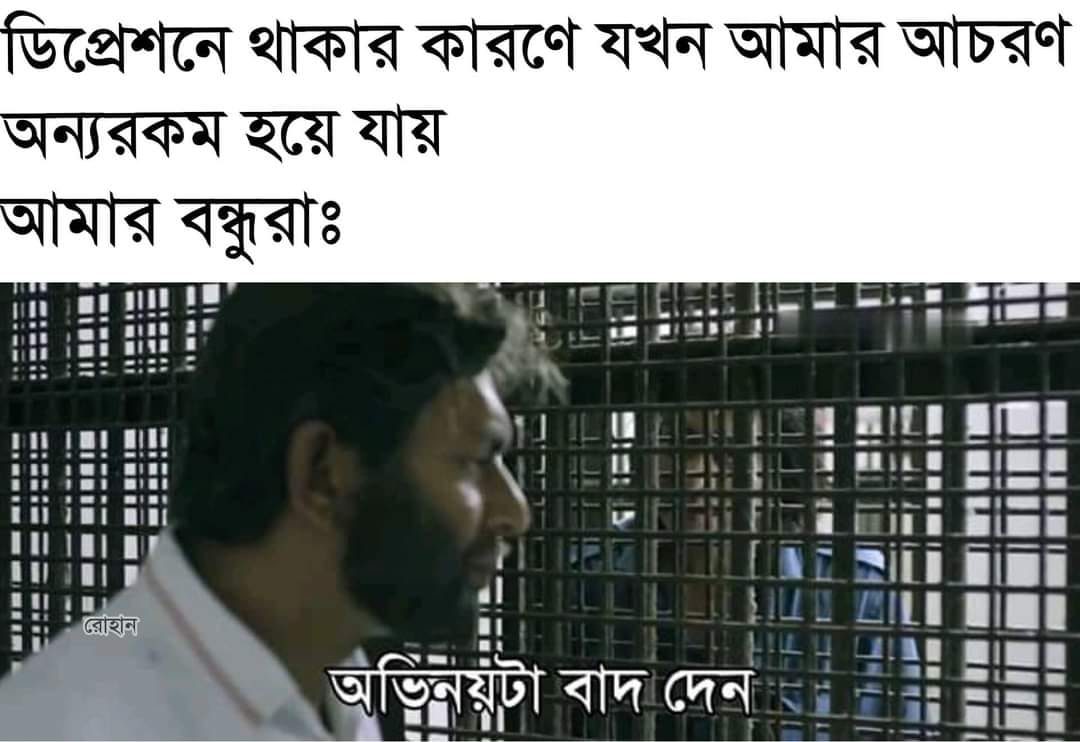 ডিপ্রেশনে থাকার কারণে যখন আমার আচরণ
অন্যরকম হয়ে যায়
আমার বন্ধুরাঃ
রোহান
অভিনয়টা বাদ দেন